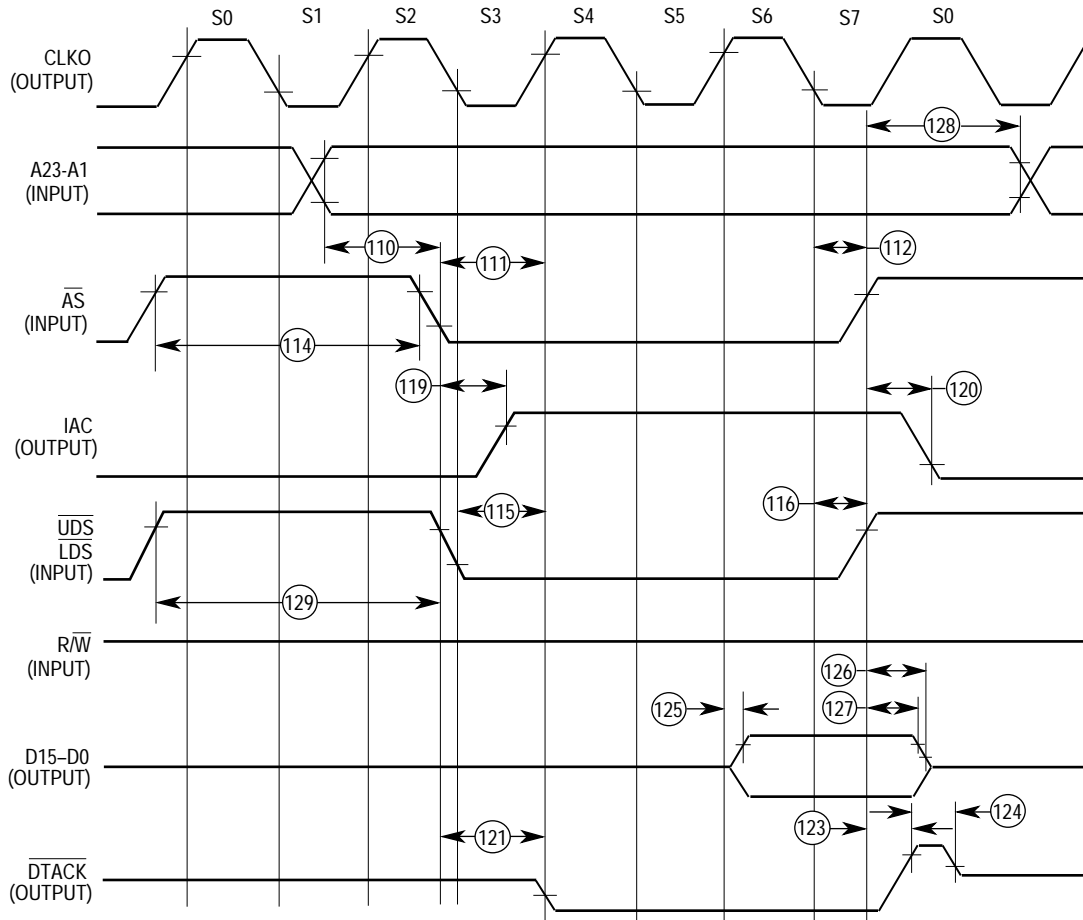 S0 S1 S2 S3 S4 S5 S6 S7 S0
CLKO
(OUTPUT)
128
A23-A1
(INPUT)
110
111
112
AS
(INPUT)
114
119
120
IAC
(OUTPUT)
115
116
UDS
LDS
(INPUT)
129
R/W
(INPUT)
126
125
127
D15–D0
(OUTPUT)
124
123
121
DTACK
(OUTPUT)